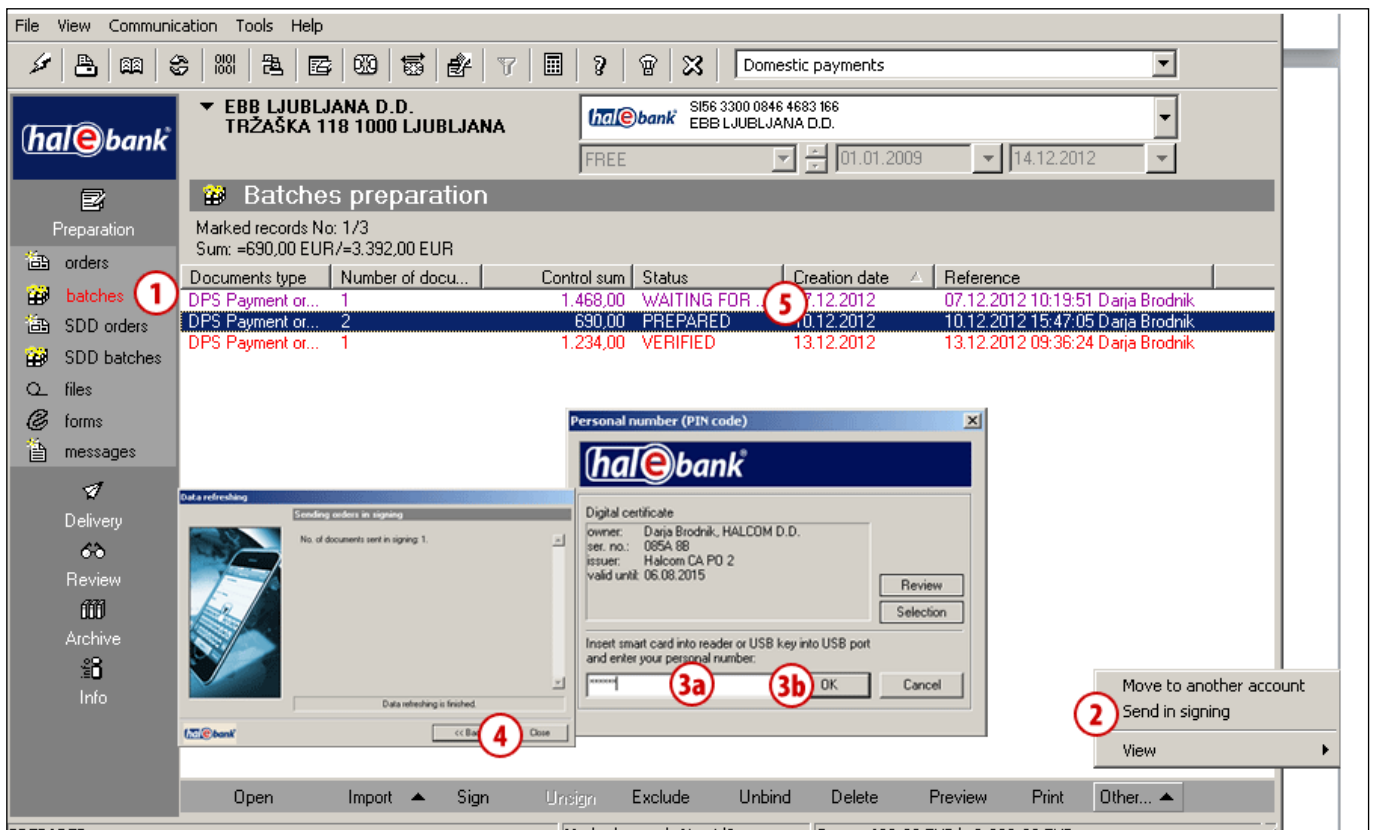 File View Communication Tools Help
Domestic payments
hal e bank
EBB LJUBLJANA D.D.
TRŽAŠKA 118 1000 LJUBLJANA
hal e bank
SI56 3300 0846 4683 166
EBB LJUBLJANA D.D.
FREE 01.01.2009 14.12.2012
Batches preparation
Marked records No: 1/3
Sum: =690,00 EUR/=3.392,00 EUR
Preparation
orders
batches 1
SDD orders
SDD batches
files
forms
messages
Delivery
Review
Archive
Info
Documents type Number of docu... Control sum Status Creation date Reference
DPS Payment or... 1 1.468,00 WAITING FOR ... 5 7.12.2012 07.12.2012 10:19:51 Darja Brodnik
DPS Payment or... 2 690,00 PREPARED 10.12.2012 10.12.2012 15:47:05 Darja Brodnik
DPS Payment or... 1 1.234,00 VERIFIED 13.12.2012 13.12.2012 09:36:24 Darja Brodnik
Personal number (PIN code)
hal e bank
Digital certificate
owner: Darja Brodnik, HALCOM D.D.
ser. no.: 085A 8B
issuer: Halcom CA PO 2
valid until: 06.08.2015
Review
Selection
Insert smart card into reader or USB key into USB port
and enter your personal number:
****** 3a 3b OK Cancel
Data refreshing
Sending orders in signing
No. of documents sent in signing: 1.
Data refreshing is finished.
hal e bank
<< Ba 4 Close
Move to another account
2 Send in signing
View
Open Import Sign Unsign Exclude Unbind Delete Preview Print Other...